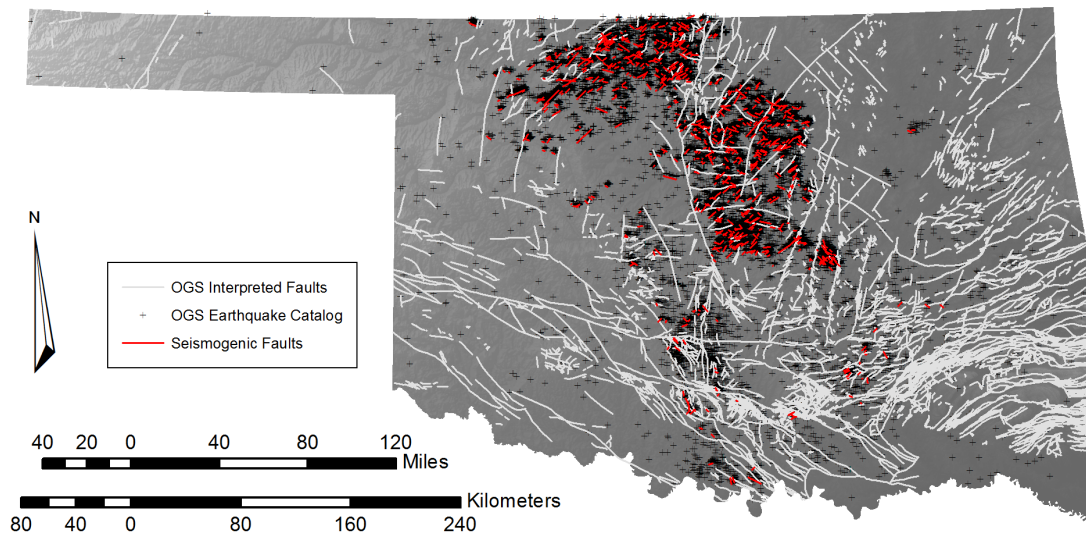 N
OGS Interpreted Faults
OGS Earthquake Catalog
Seismogenic Faults
40 20 0 40 80 120
Miles
Kilometers
80 40 0 80 160 240